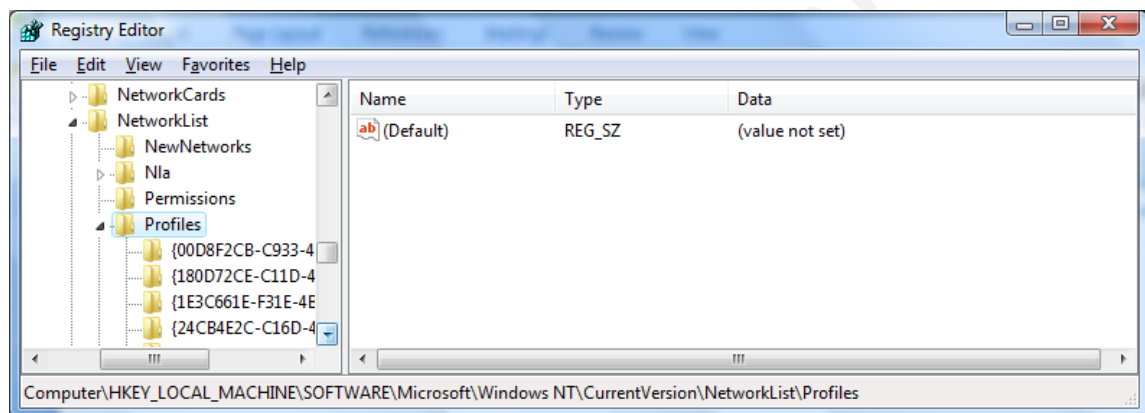 Registry Editor
File Edit View Favorites Help
NetworkCards
NetworkList
NewNetworks
Nla
Permissions
Profiles
{00D8F2CB-C933-4
{180D72CE-C11D-4
{1E3C661E-F31E-4E
{24CB4E2C-C16D-4
Name Type Data
ab (Default) REG_SZ (value not set)
Computer\HKEY_LOCAL_MACHINE\SOFTWARE\Microsoft\Windows NT\CurrentVersion\NetworkList\Profiles